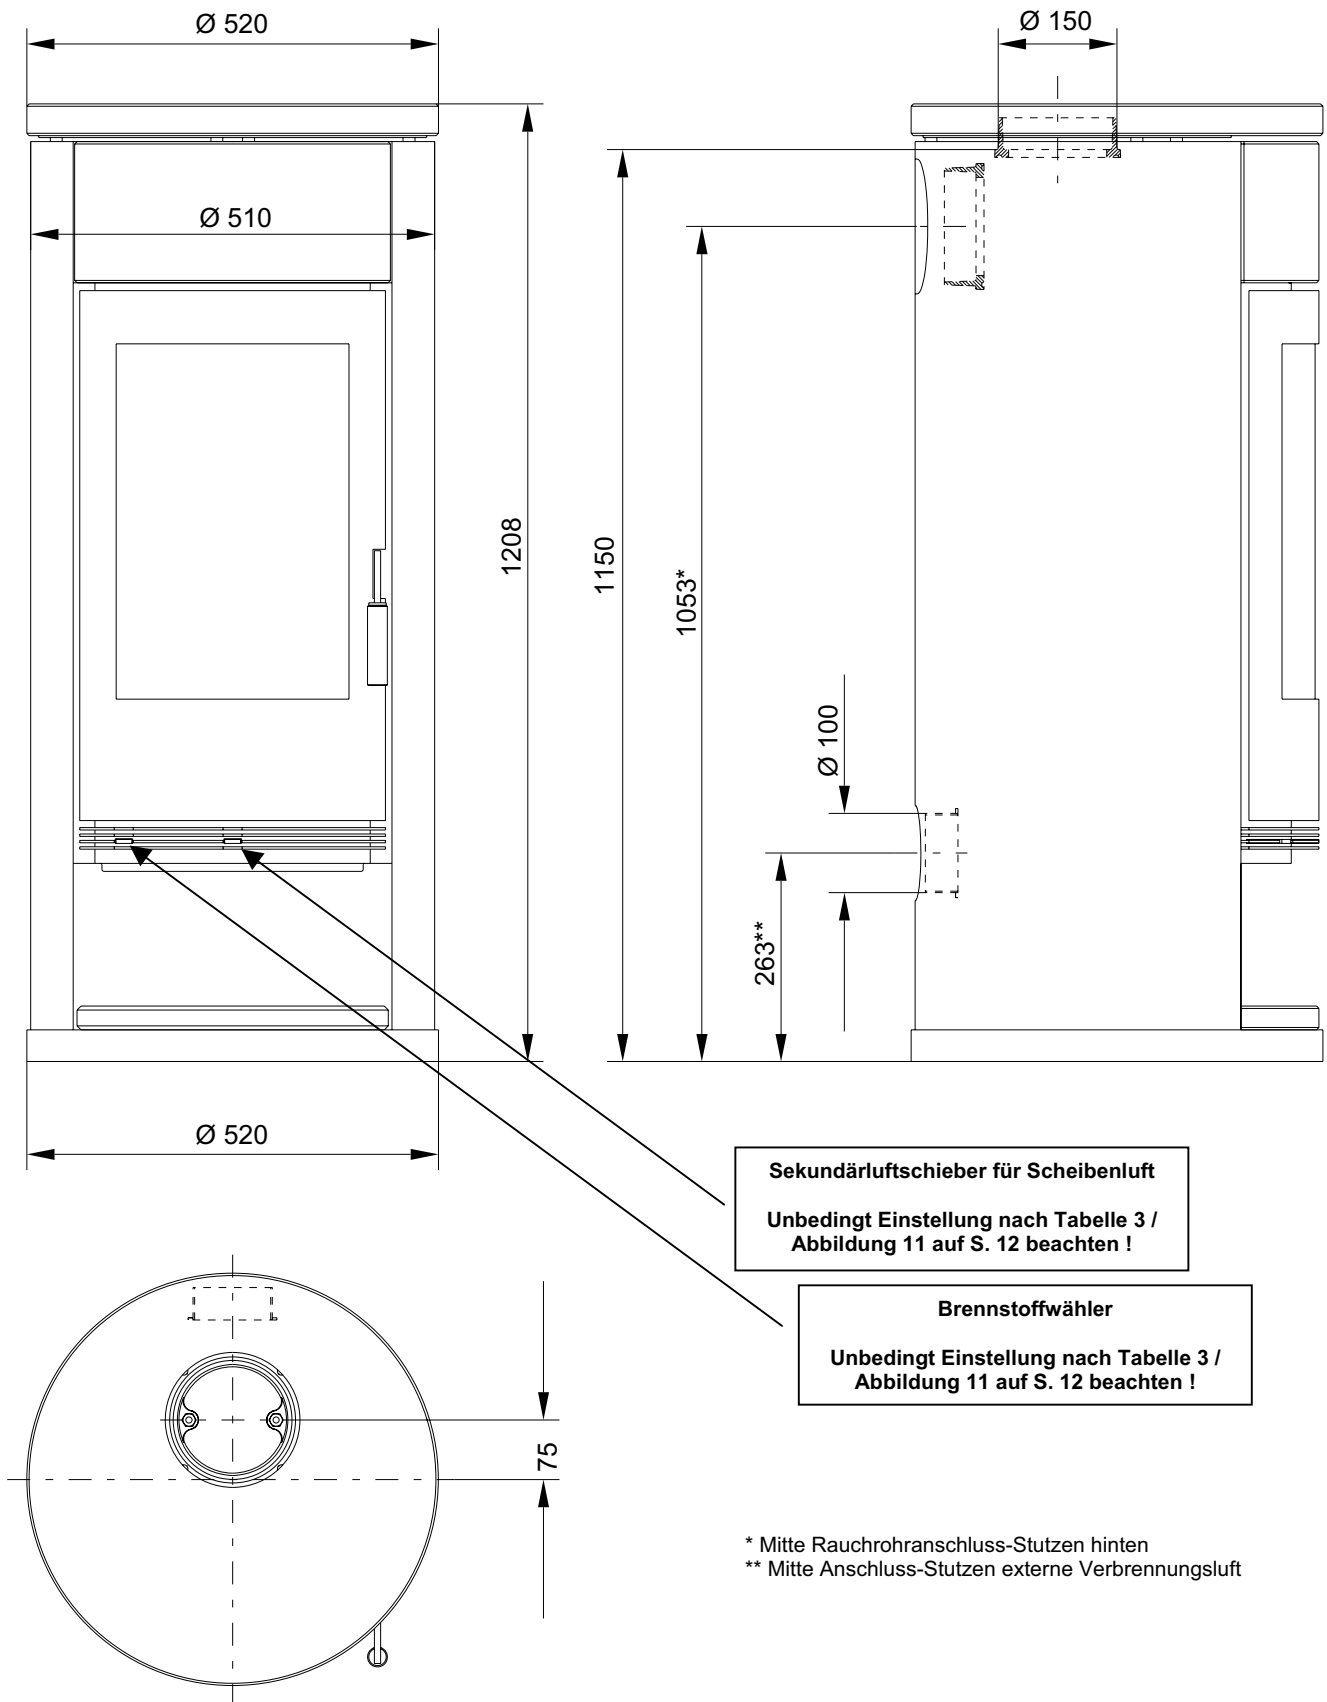 Ø 520
Ø 150
Ø 510
1208
1150
1053*
Ø 100
263**
Ø 520
Sekundärluftschieber für Scheibenluft
Unbedingt Einstellung nach Tabelle 3 /
Abbildung 11 auf S. 12 beachten !
Brennstoffwähler
Unbedingt Einstellung nach Tabelle 3 /
Abbildung 11 auf S. 12 beachten !
75
* Mitte Rauchrohranschluss-Stutzen hinten
** Mitte Anschluss-Stutzen externe Verbrennungsluft